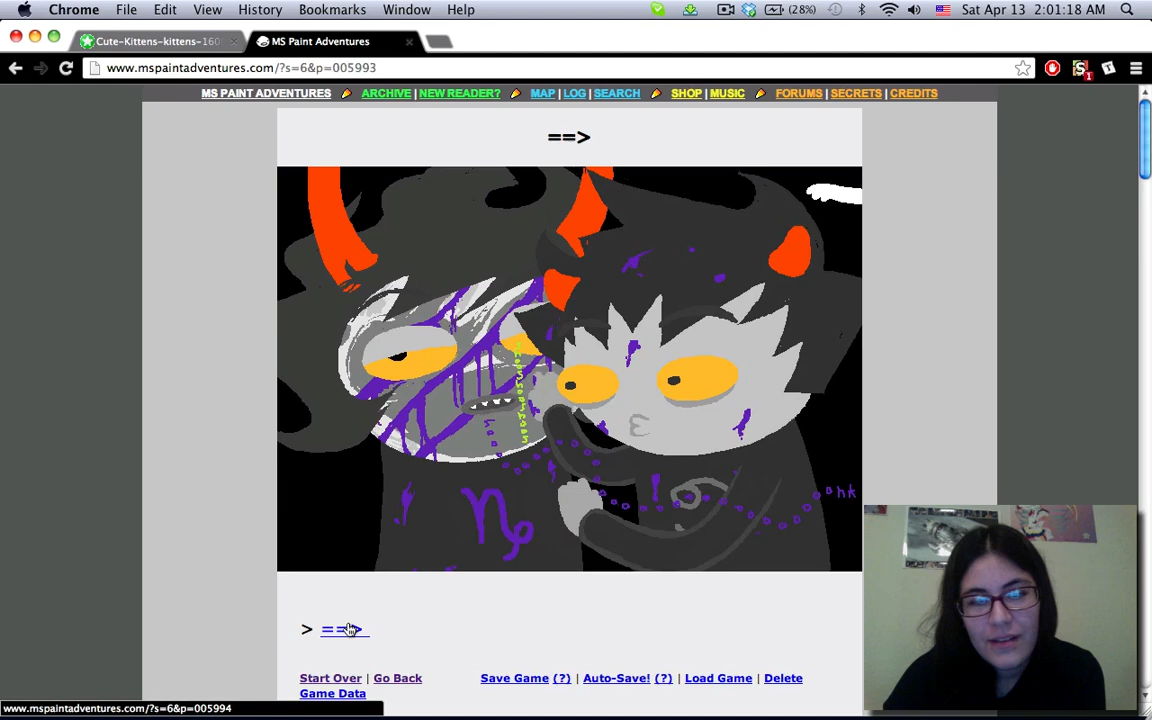 Chrome File Edit View History Bookmarks Window Help (28%) Sat Apr 13 2:01:18 AM
Cute-Kittens-kittens-160 MS Paint Adventures
www.mspaintadventures.com/?s=6&p=005993
1
MS PAINT ADVENTURES ARCHIVE | NEW READER? MAP | LOG | SEARCH SHOP | MUSIC FORUMS | SECRETS | CREDITS
==>
honk
> ==>
Start Over | Go Back Save Game (?) | Auto-Save! (?) | Load Game | Delete
Game Data
www.mspaintadventures.com/?s=6&p=005994